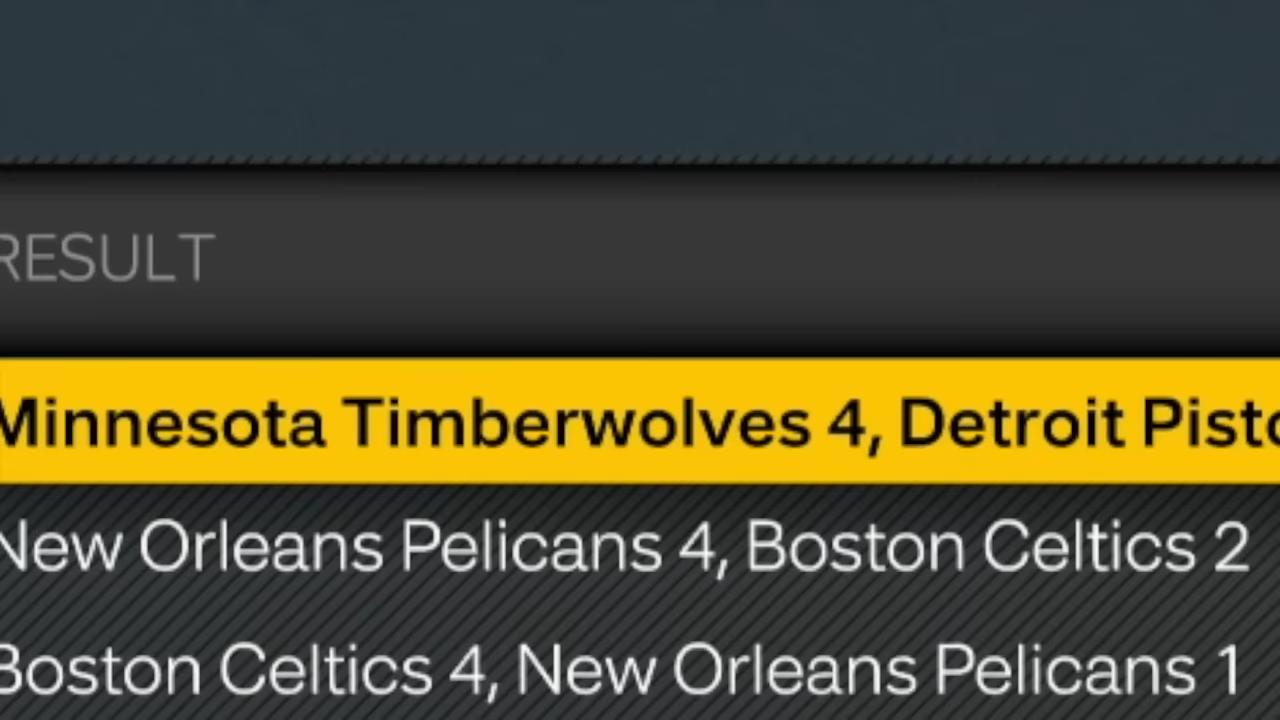 RESULT
Minnesota Timberwolves 4, Detroit
New Orleans Pelicans 4, Boston Celtics 2
Boston Celtics 4, New Orleans Pelicans 1